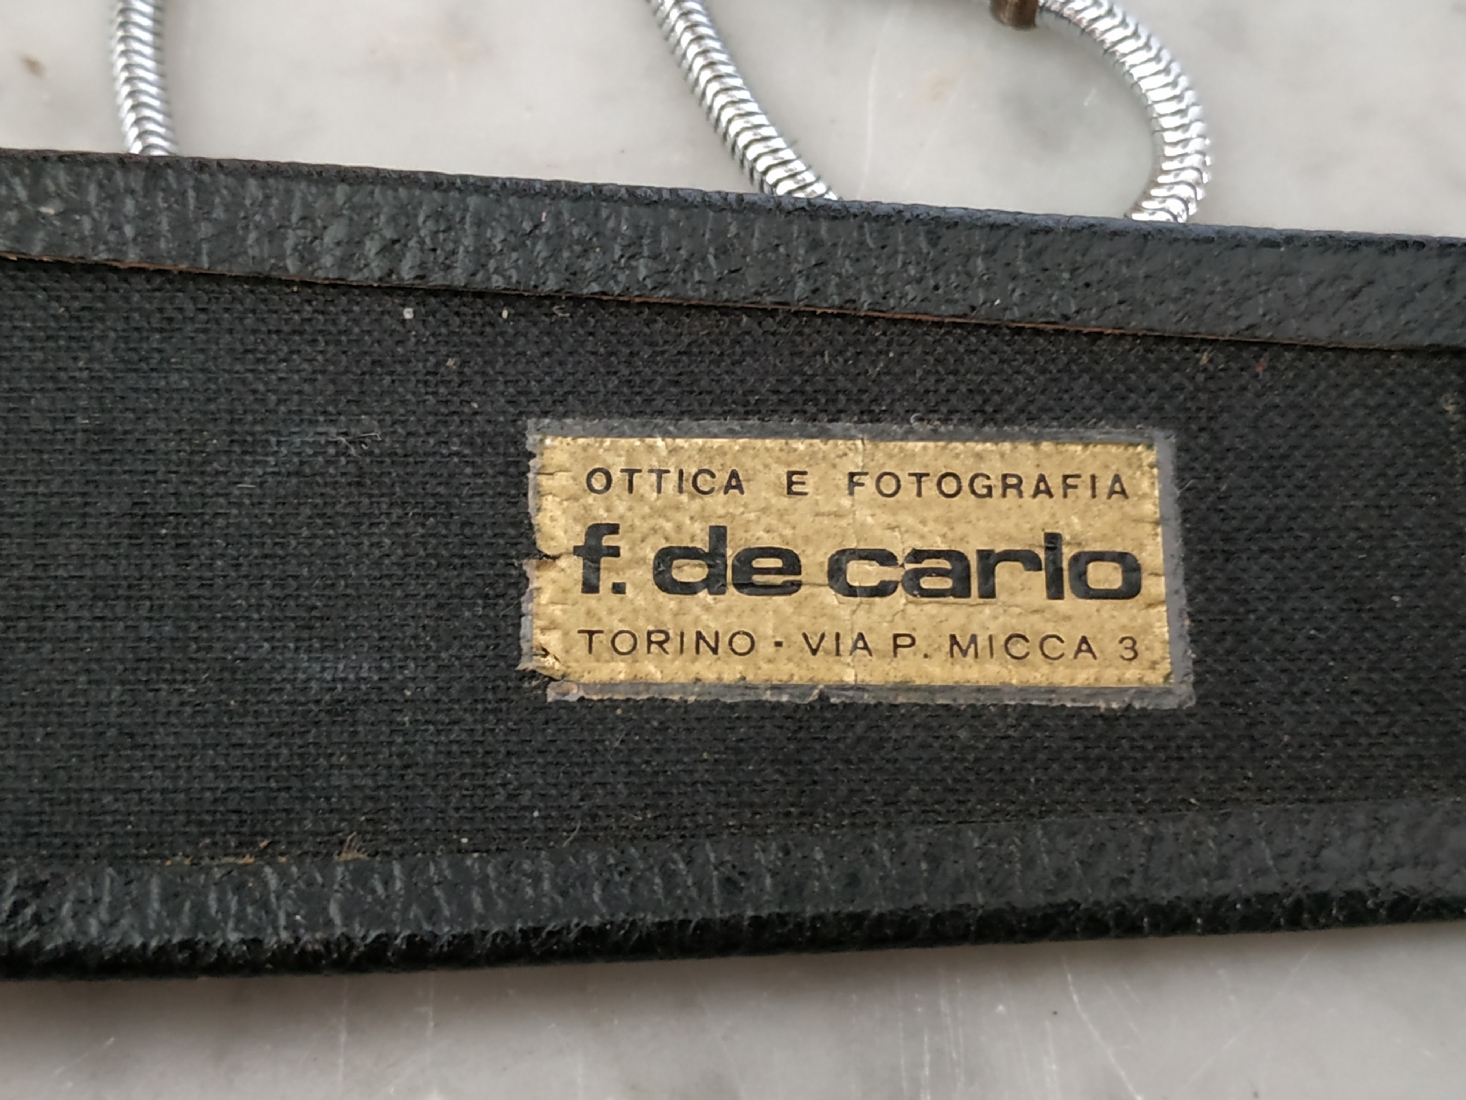 OTTICA E FOTOGRAFIA
f. de carlo
TORINO - VIA P. MICCA 3